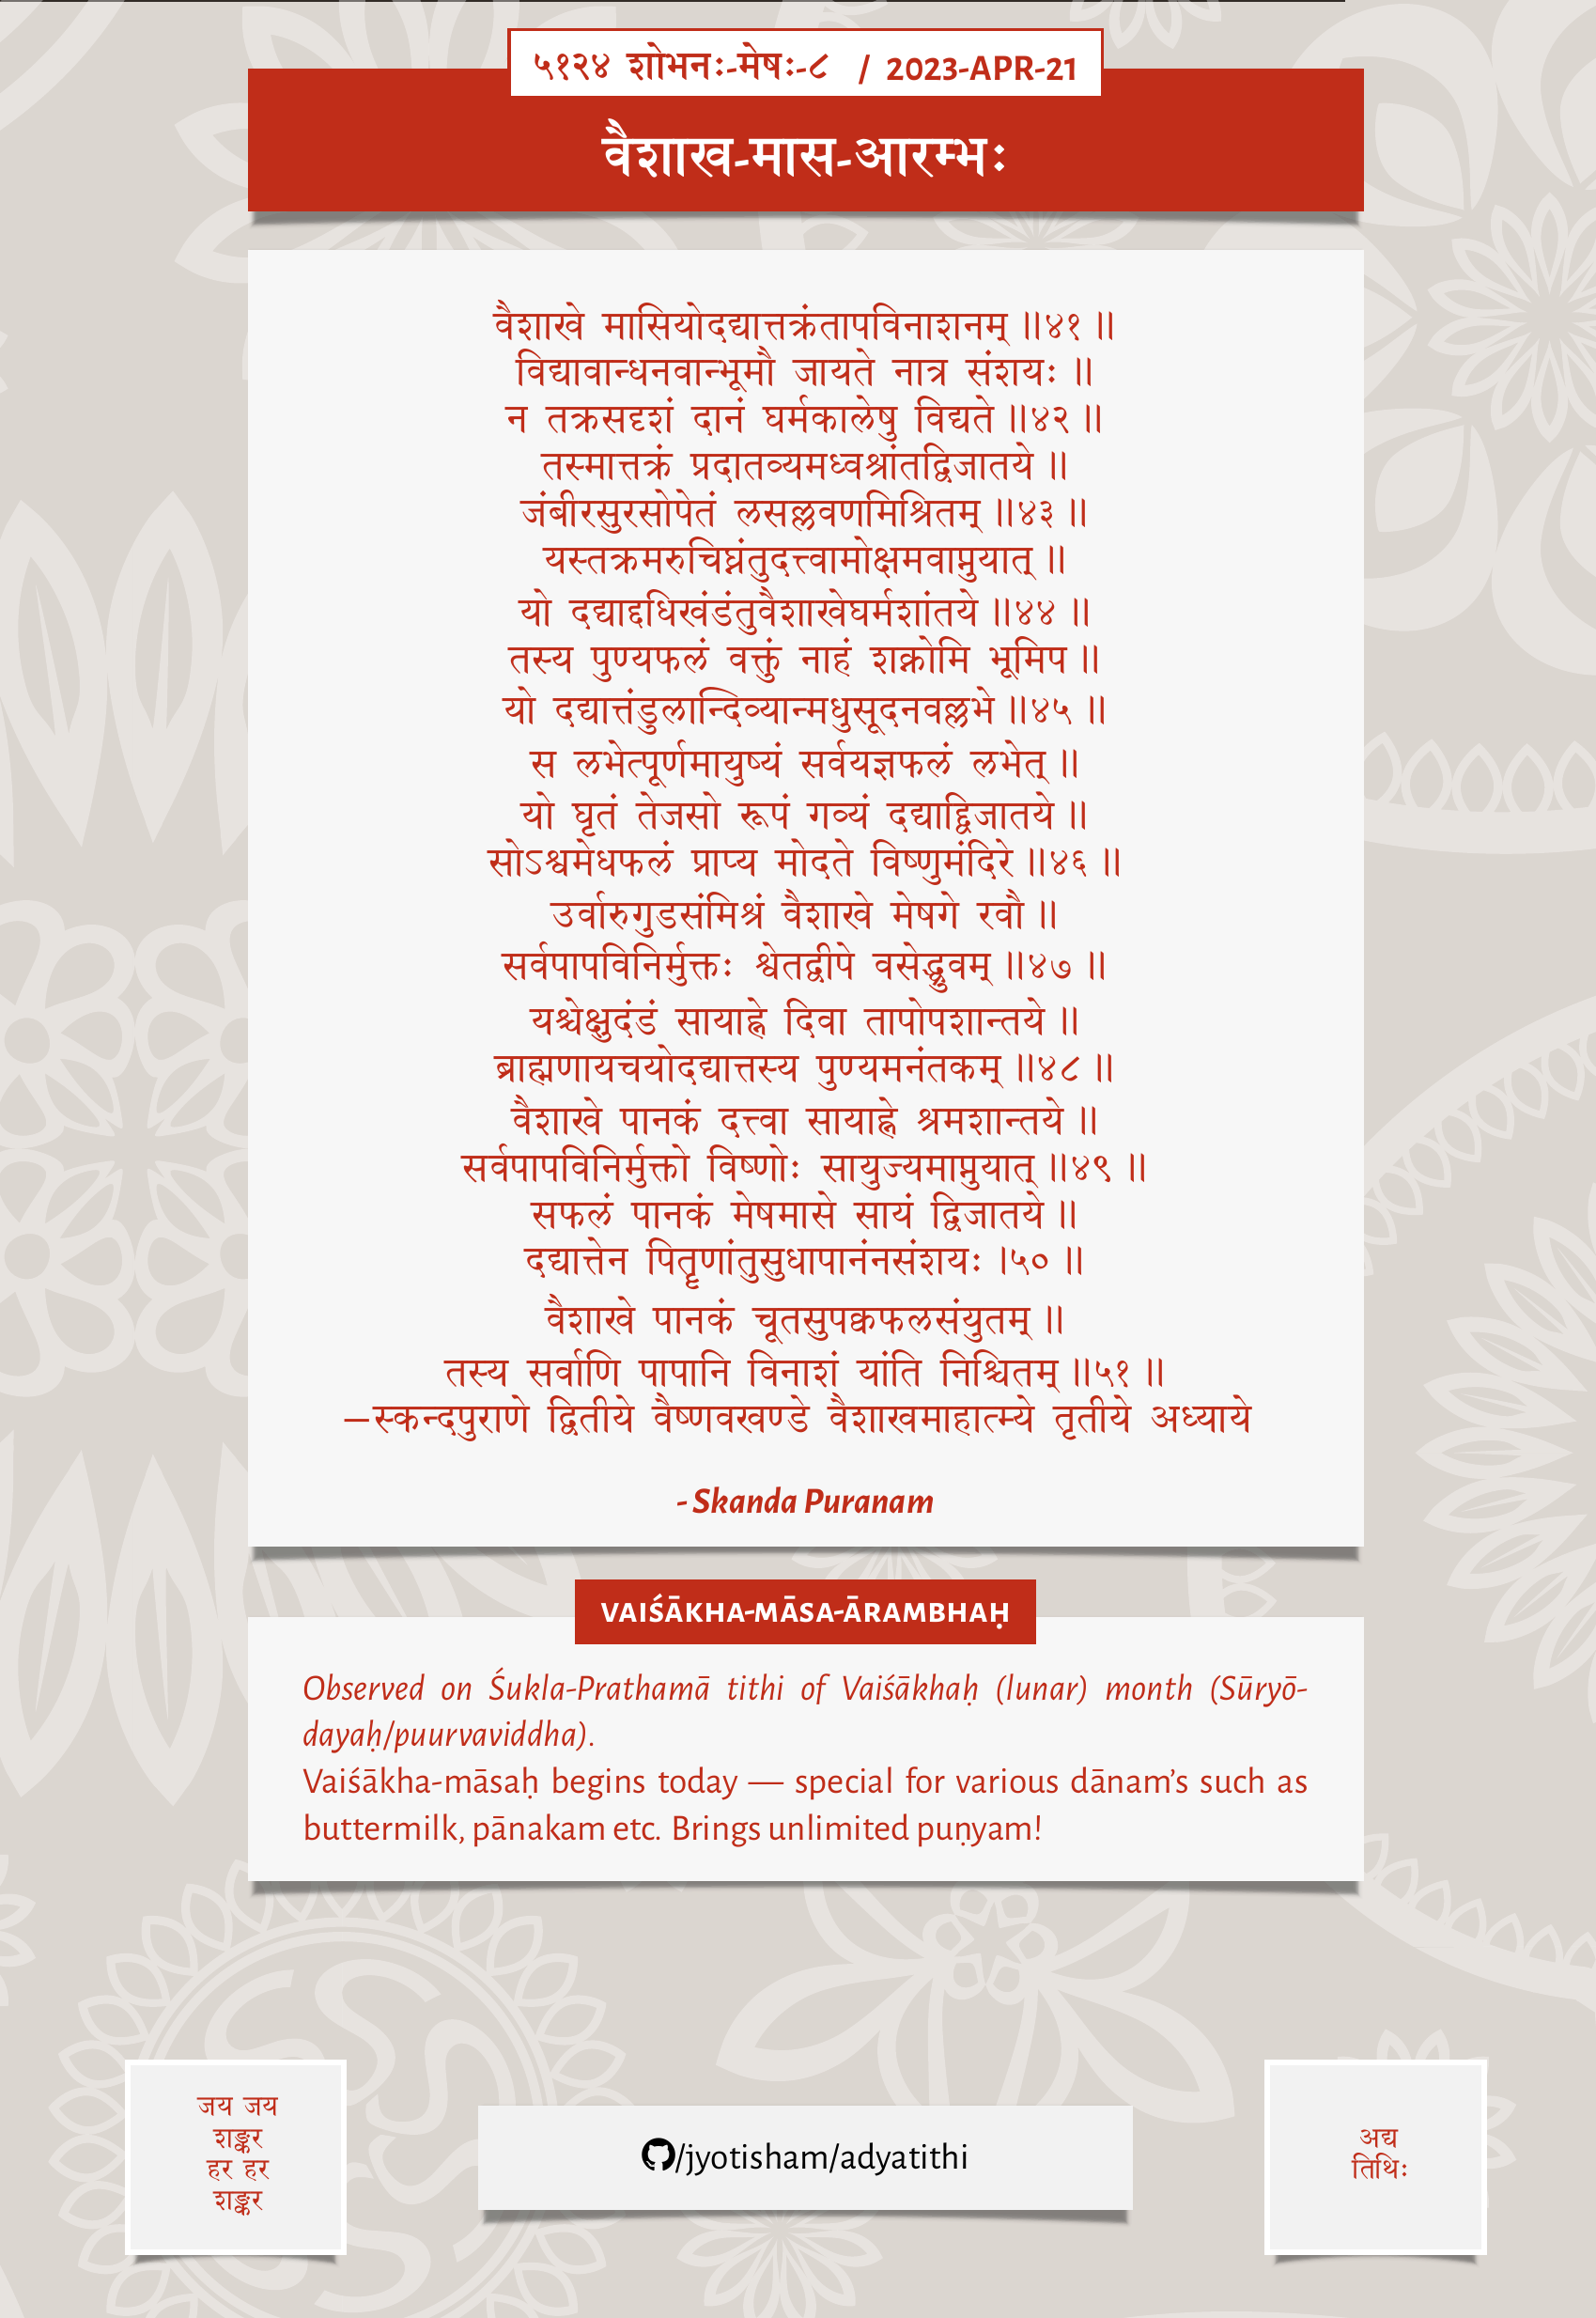 ५१२४ शोभनः-मेषः-८ / 2023-APR-21
वैशाख-मास-आरम्भः
वैशाखे मासियोदद्यात्तक्रंतापविनाशनम् ॥४१॥
विद्यावान्धनवान्भूमौ जायते नात्र संशयः ॥
न तक्रसदृशं दानं घर्मकालेषु विद्यते ॥४२॥
तस्मात्तक्रं प्रदातव्यमध्वश्रांतद्विजातये ॥
जंबीरसुरसोपेतं लसल्लवणमिश्रितम् ॥४३॥
यस्तक्रमरुचिघ्नंतुदत्त्वामोक्षमवाप्नुयात् ॥
यो दद्याद्दधिखंडंतुवैशाखेघर्मशांतये ॥४४॥
तस्य पुण्यफलं वक्तुं नाहं शक्नोमि भूमिप ॥
यो दद्यात्तंडुलान्दिव्यान्मधुसूदनवल्लभे ॥४५॥
स लभेत्पूर्णमायुष्यं सर्वयज्ञफलं लभेत् ॥
यो घृतं तेजसो रूपं गव्यं दद्याद्द्विजातये ॥
सोऽश्वमेधफलं प्राप्य मोदते विष्णुमंदिरे ॥४६॥
उर्वारुगुडसंमिश्रं वैशाखे मेषगे रवौ ॥
सर्वपापविनिर्मुक्तः श्वेतद्वीपे वसेद्ध्रुवम् ॥४७॥
यश्चेक्षुदंडं सायाह्ने दिवा तापोपशान्तये ॥
ब्राह्मणायचयोदद्यात्तस्य पुण्यमनंतकम् ॥४८॥
वैशाखे पानकं दत्त्वा सायाह्ने श्रमशान्तये ॥
सर्वपापविनिर्मुक्तो विष्णोः सायुज्यमाप्नुयात् ॥४९॥
सफलं पानकं मेषमासे सायं द्विजातये ॥
दद्यात्तेन पितॄणांतुसुधापानंनसंशयः ।५०॥
वैशाखे पानकं चूतसुपक्वफलसंयुतम् ॥
तस्य सर्वाणि पापानि विनाशं यांति निश्चितम् ॥५१॥
—स्कन्दपुराणे द्वितीये वैष्णवखण्डे वैशाखमाहात्म्ये तृतीये अध्याये
- Skanda Puranam
VAIŚĀKHA-MĀSA-ĀRAMBHAḤ
Observed on Śukla-Prathamā tithi of Vaiśākhaḥ (lunar) month (Sūryō-
dayaḥ/puurvaviddha).
Vaiśākha-māsaḥ begins today — special for various dānam’s such as
buttermilk, pānakam etc. Brings unlimited puṇyam!
जय जय
शङ्कर
हर हर
शङ्कर
/jyotisham/adyatithi
अद्य
तिथिः